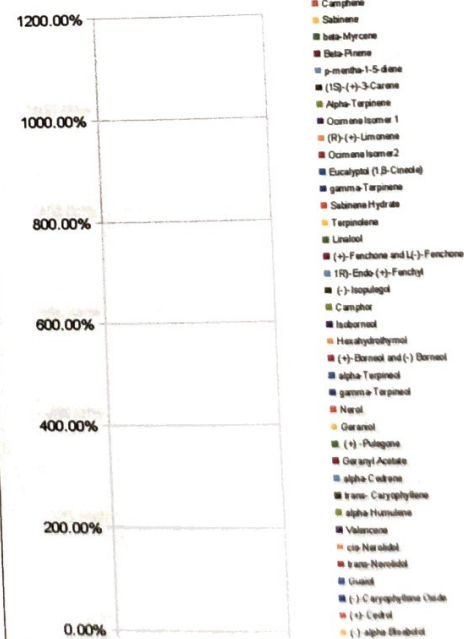 1200.00%
1000.00%
800.00%
600.00%
400.00%
200.00%
0.00%
Camphene
Sabinene
beta-Myrcene
Beta-Pinene
p-mentha-1-5-diene
(1S)-(+)-3-Carene
Alpha-Terpinene
Ocimene Isomer 1
(R)-(+)-Limonene
Ocimene Isomer2
Eucalyptol (1,8-Cineole)
gamma-Terpinene
Sabinene Hydrate
Terpinolene
Linalool
(+)-Fenchone and L(-)-Fenchone
1R)-Endo-(+)-Fenchyl
(-)-Isopulegol
Camphor
Isoborneol
Hexahydrothymol
(+)-Borneol and (-) Borneol
alpha-Terpineol
gamma-Terpineol
Nerol
Geraniol
(+) -Pulegone
Geranyl Acetate
alpha-Cedrene
trans- Caryophyllene
alpha-Humulene
Valencene
cis-Nerolidol
trans-Nerolidol
Guaiol
(-)-Caryophyllene Oxide
(+)-Cedrol
(-)-alpha-Bisabolol